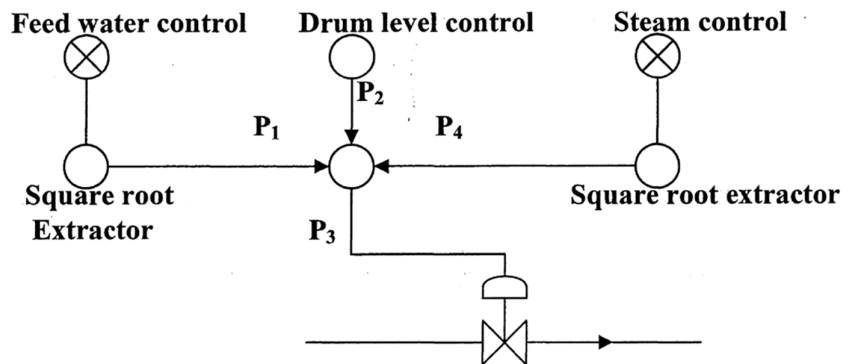 Feed water control
Drum level control
Steam control
P₂
P₁
P₄
Square root
Extractor
Square root extractor
P₃